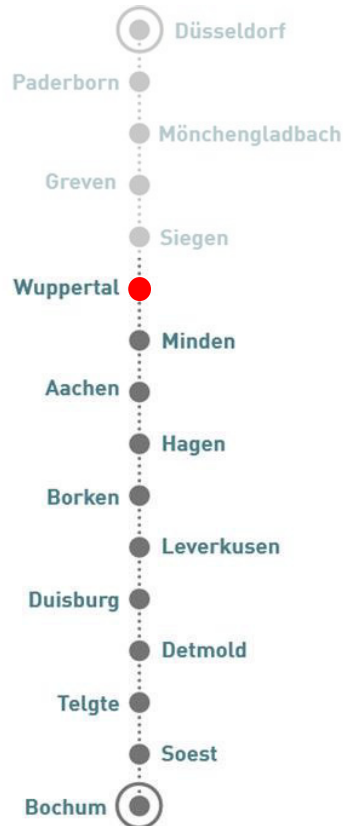 Düsseldorf
Paderborn
Mönchengladbach
Greven
Siegen
Wuppertal
Minden
Aachen
Hagen
Borken
Leverkusen
Duisburg
Detmold
Telgte
Soest
Bochum